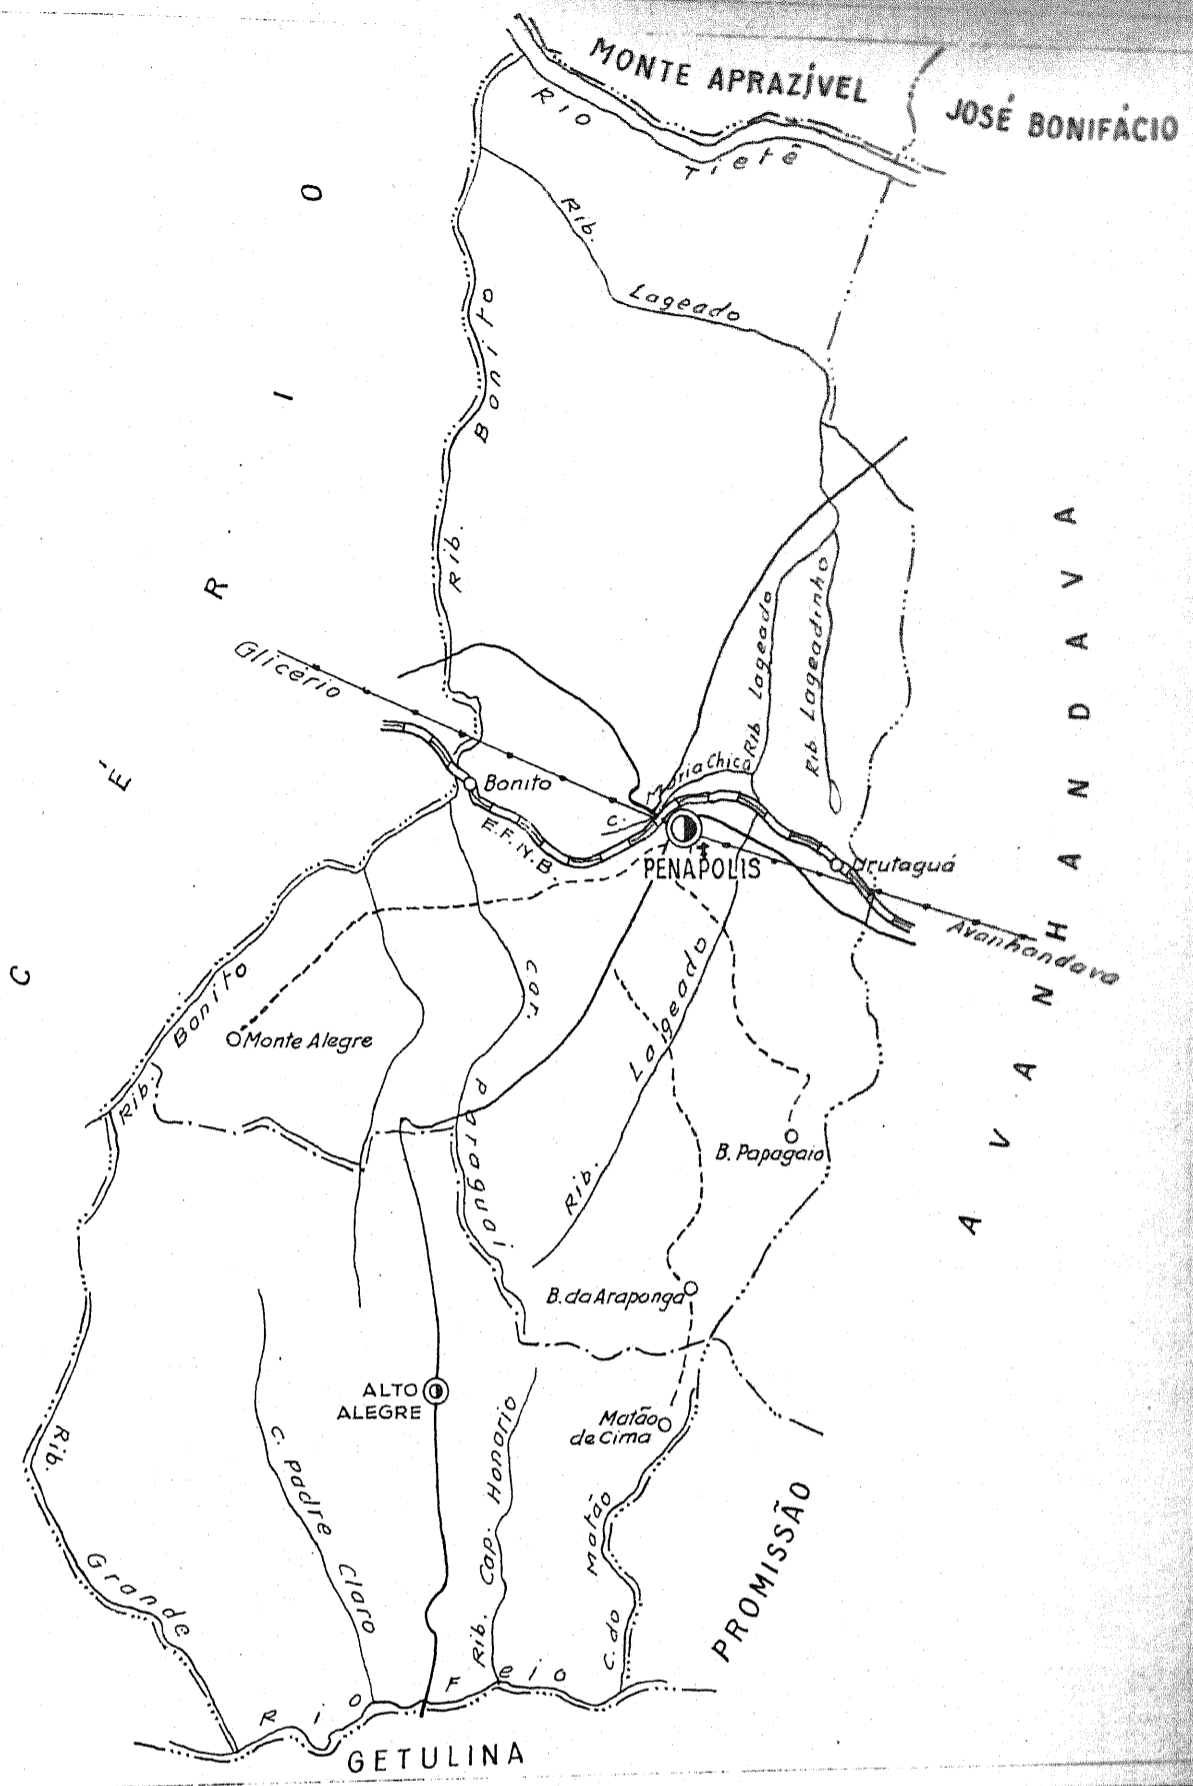 MONTE APRAZÍVEL
JOSÉ BONIFÁCIO
RIO
Tietê
Rib.
Lageado
Rib. Bonito
C É R I O
AVANHANDAVA
Rib Lageado
Rib Lageadinho
Glicério
Bonito
Maria Chica
C.
E.F.N.B.
PENÁPOLIS
Urutaguá
Avanhandava
Cor.
Paraguai
Rib. Lageado
Rib. Bonito
Monte Alegre
B. Papagaio
B. da Araponga
ALTO
ALEGRE
Matão
de Cima
Rib. Grande
C. Padre Claro
Rib. Cap. Honorio
C. do Matão
PROMISSÃO
Rio Feio
GETULINA